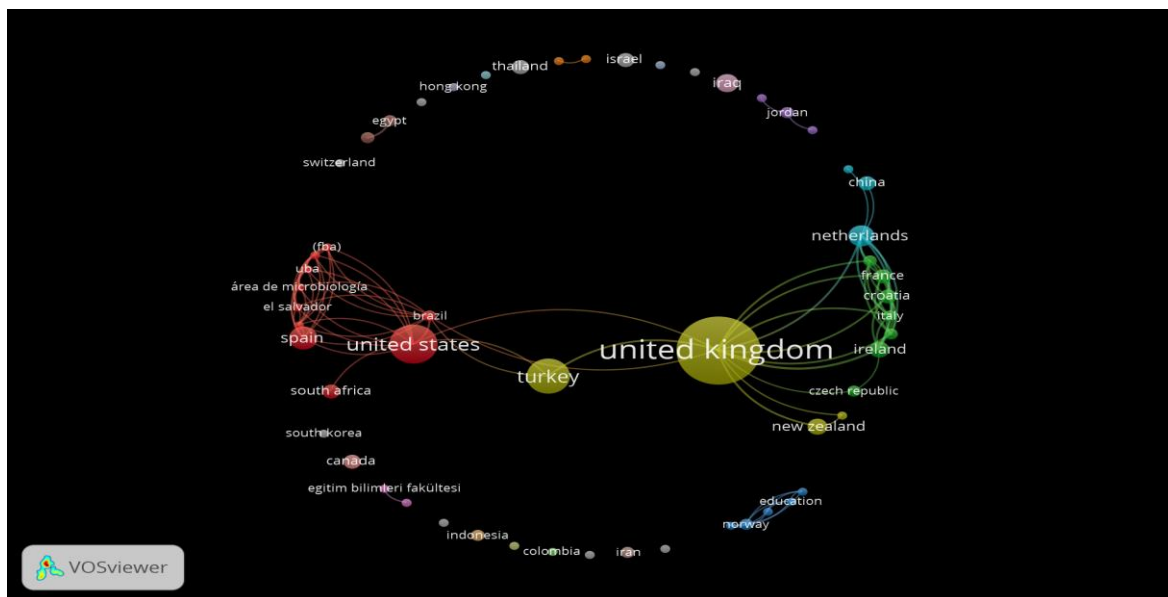 israel
thailand
iraq
hong kong
jordan
egypt
switzerland
china
netherlands
(fba)
uba
france
área de microbiología
croatia
el salvador
brazil
italy
spain
united states
united kingdom
ireland
turkey
south africa
czech republic
new zealand
south korea
canada
egitim bilimleri fakültesi
education
norway
indonesia
colombia
iran
VOSviewer